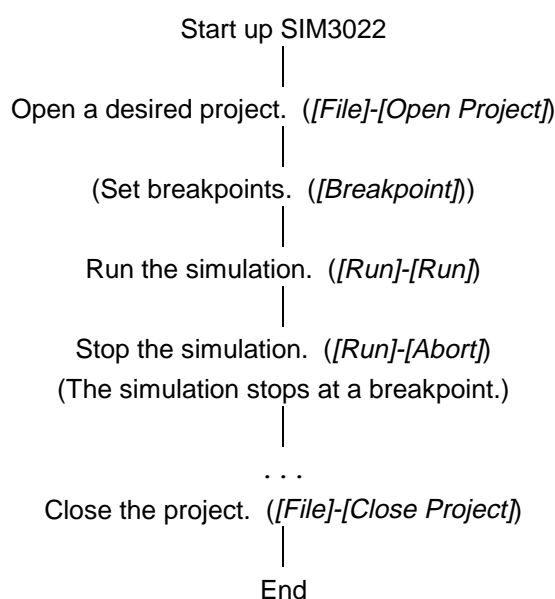 Start up SIM3022
Open a desired project. ([File]-[Open Project])
(Set breakpoints. ([Breakpoint]))
Run the simulation. ([Run]-[Run])
Stop the simulation. ([Run]-[Abort])
(The simulation stops at a breakpoint.)
. . .
Close the project. ([File]-[Close Project])
End